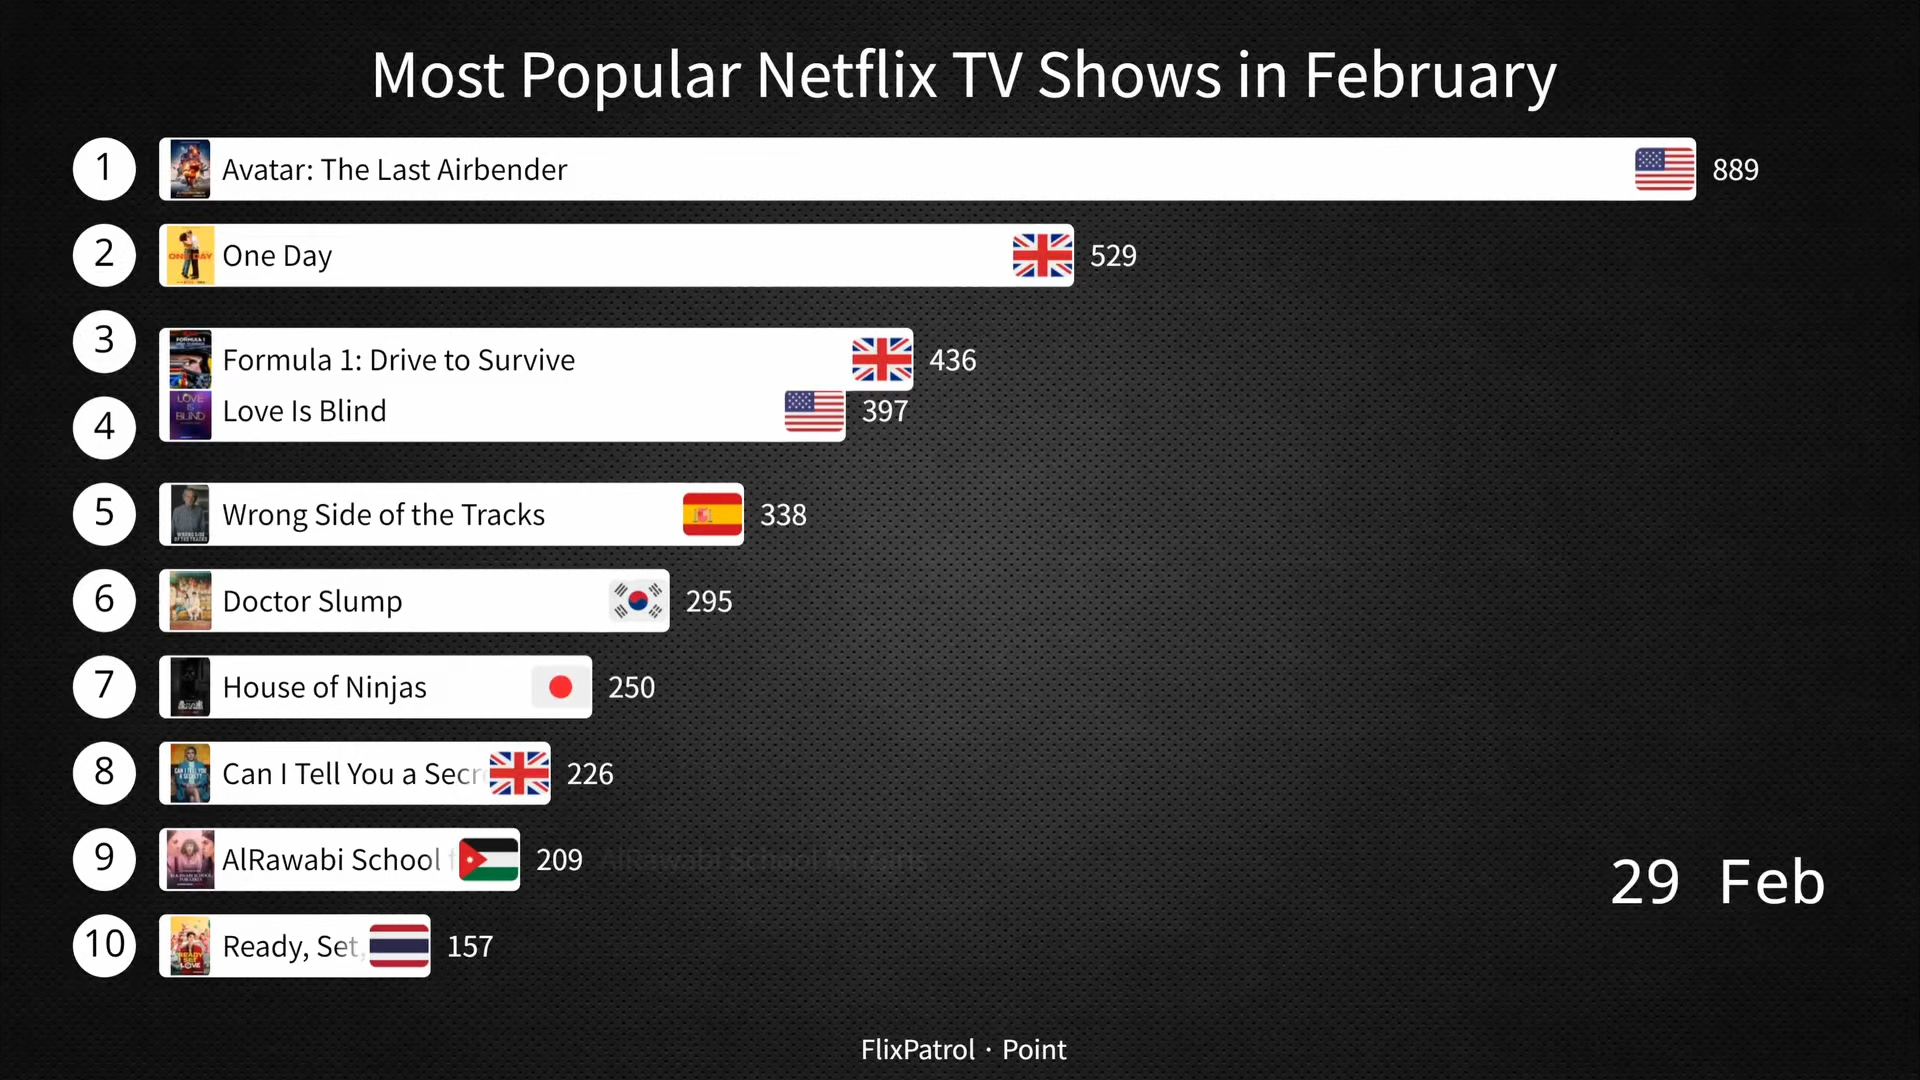 Most Popular Netflix TV Shows in February
1 Avatar: The Last Airbender 889
2 One Day 529
3 Formula 1: Drive to Survive 436
4 Love Is Blind 397
5 Wrong Side of the Tracks 338
6 Doctor Slump 295
7 House of Ninjas 250
8 Can I Tell You a Secr 226
9 AlRawabi School f 209
10 Ready, Set, 157
29 Feb
FlixPatrol · Point